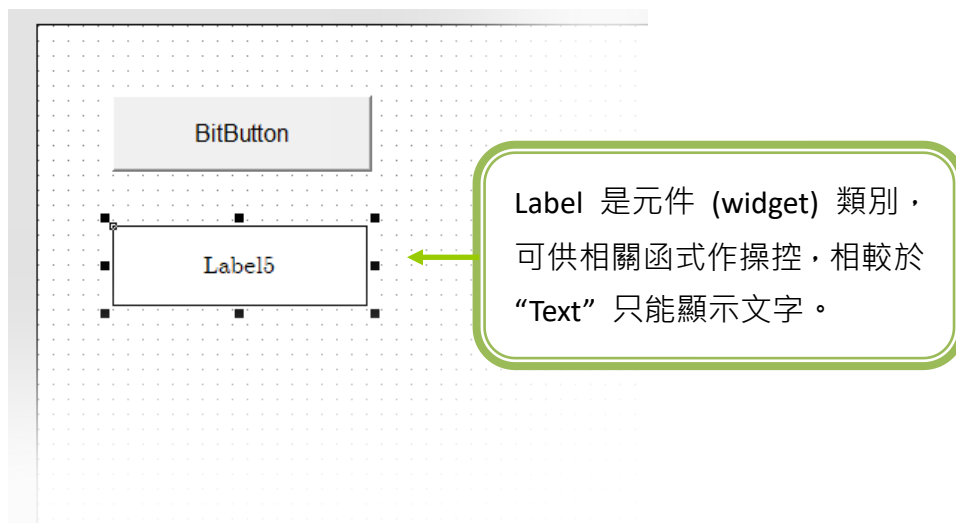 BitButton
Label5
Label 是元件 (widget) 類別，
可供相關函式作操控，相較於
“Text” 只能顯示文字。